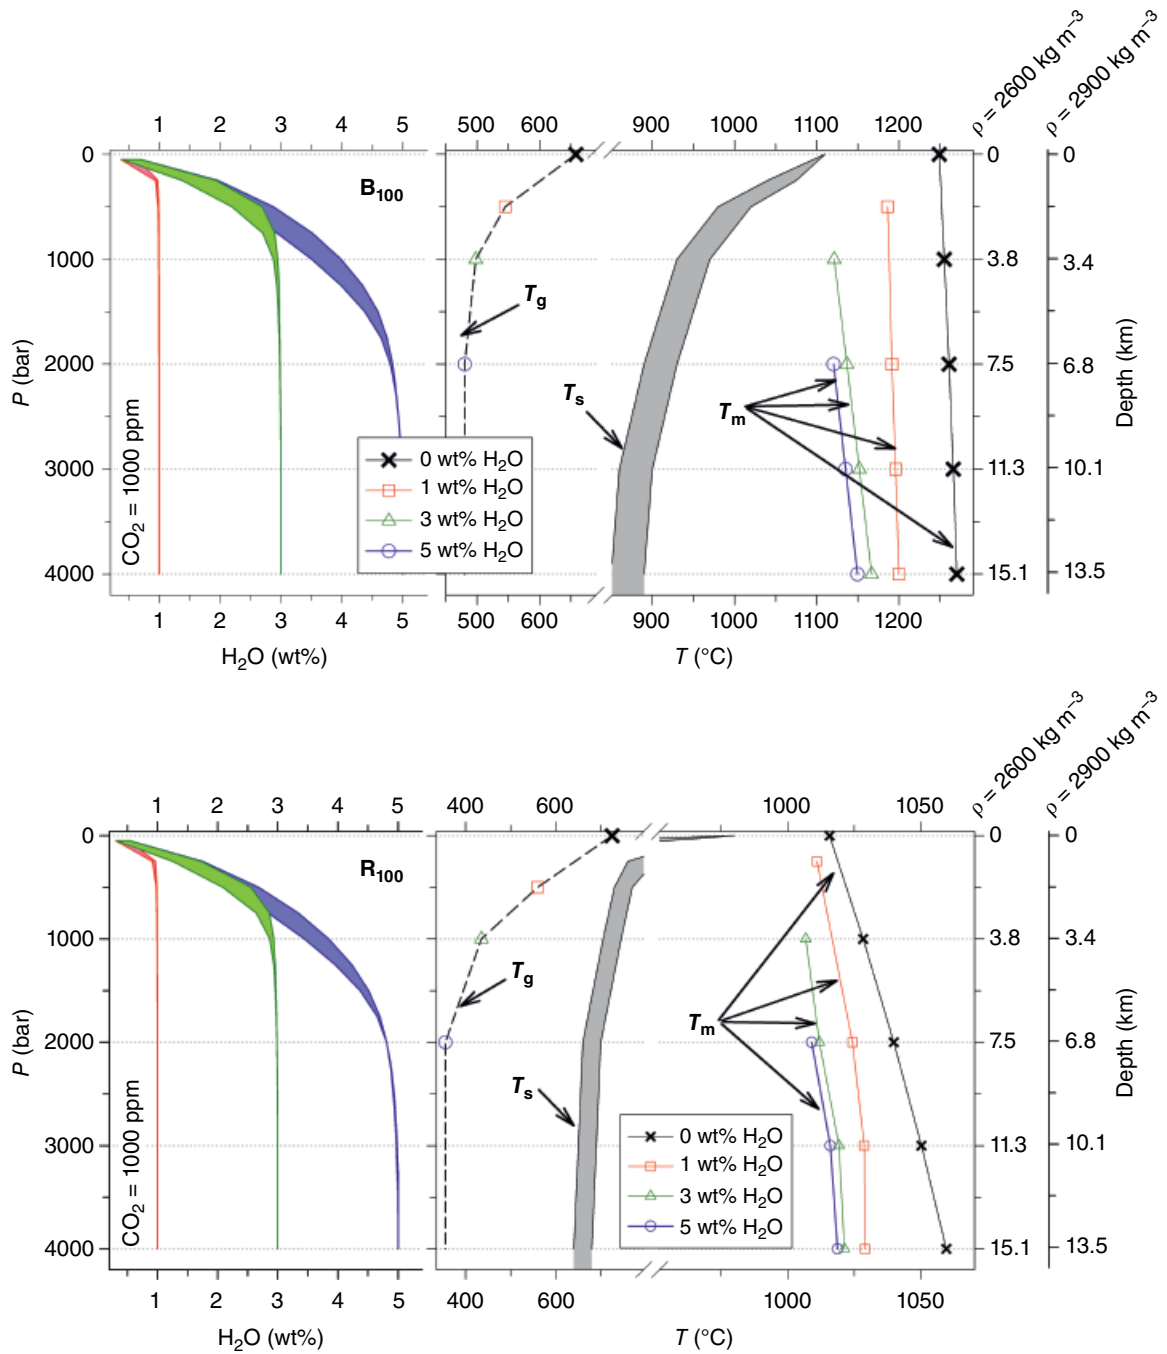 ρ = 2600 kg m⁻³
ρ = 2900 kg m⁻³
1 2 3 4 5 500 600 900 1000 1100 1200
B₁₀₀
0 0 0
1000 3.8 3.4
2000 7.5 6.8
3000 11.3 10.1
4000 15.1 13.5
P (bar)
CO₂ = 1000 ppm
Tg
Ts
Tm
Depth (km)
0 wt% H₂O
1 wt% H₂O
3 wt% H₂O
5 wt% H₂O
1 2 3 4 5 500 600 900 1000 1100 1200
H₂O (wt%) T (°C)
ρ = 2600 kg m⁻³
ρ = 2900 kg m⁻³
1 2 3 4 5 400 600 1000 1050
R₁₀₀
0 0 0
1000 3.8 3.4
2000 7.5 6.8
3000 11.3 10.1
4000 15.1 13.5
P (bar)
CO₂ = 1000 ppm
Tg
Ts
Tm
Depth (km)
0 wt% H₂O
1 wt% H₂O
3 wt% H₂O
5 wt% H₂O
1 2 3 4 5 400 600 1000 1050
H₂O (wt%) T (°C)